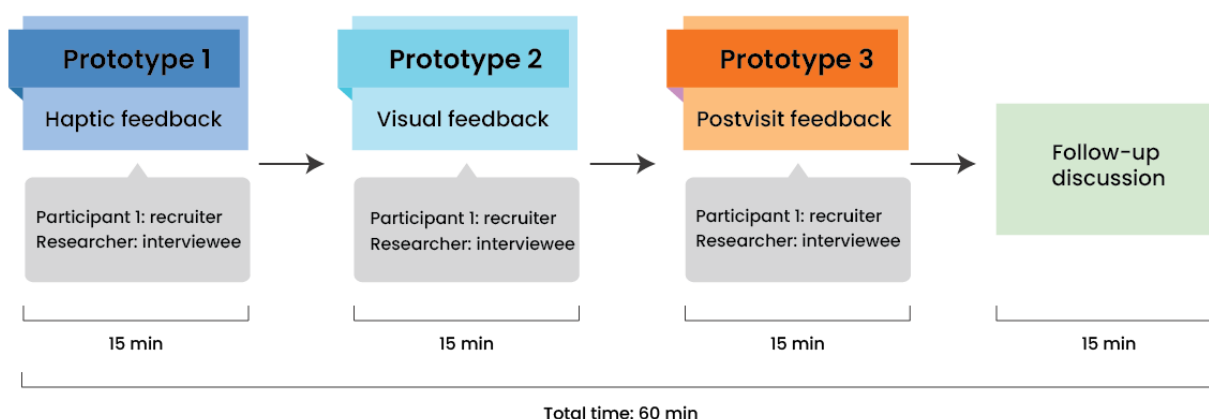 Prototype 1
Haptic feedback
Participant 1: recruiter
Researcher: interviewee
15 min
Prototype 2
Visual feedback
Participant 1: recruiter
Researcher: interviewee
15 min
Prototype 3
Postvisit feedback
Participant 1: recruiter
Researcher: interviewee
15 min
Follow-up
discussion
15 min
Total time: 60 min